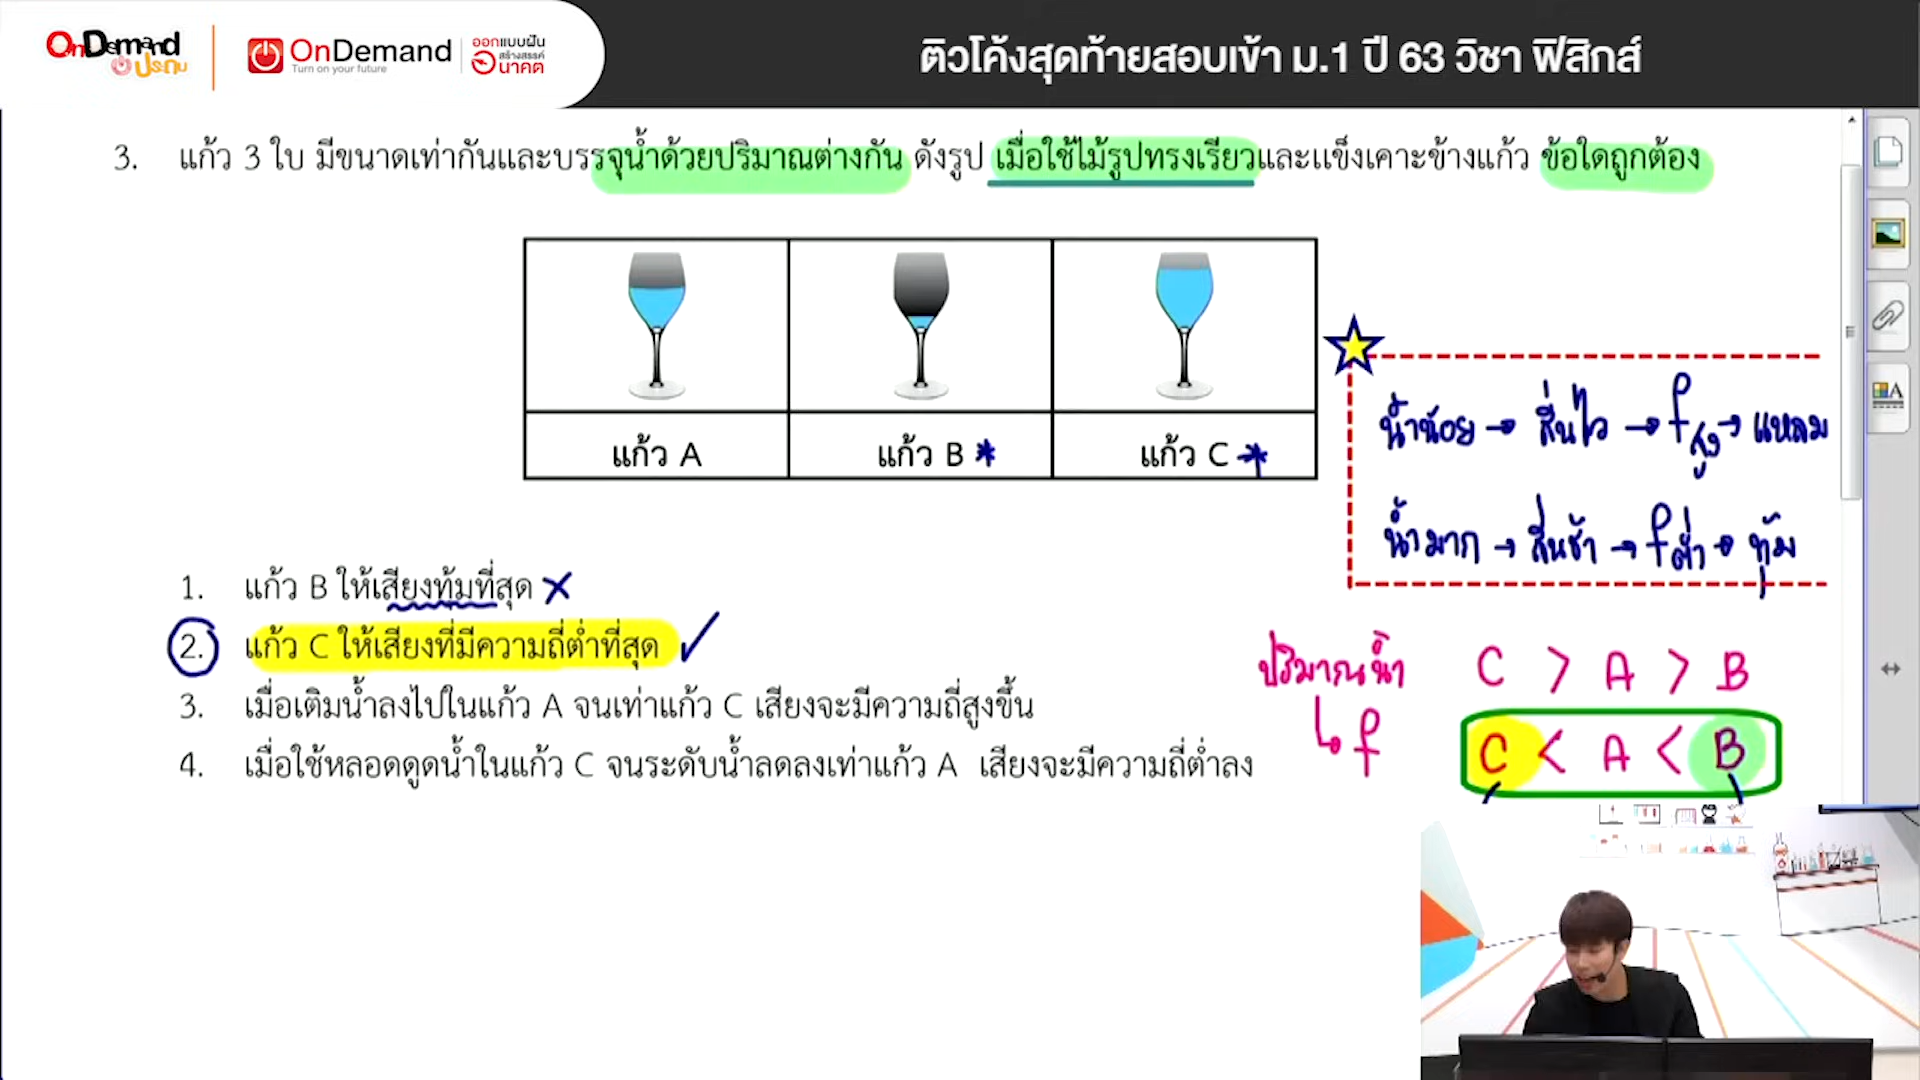 OnDemand ประถม
OnDemand
Turn on your future
ออกแบบฝัน
สร้างสรรค์
อนาคต
ติวโค้งสุดท้ายสอบเข้า ม.1 ปี 63 วิชา ฟิสิกส์
3. แก้ว 3 ใบ มีขนาดเท่ากันและบรรจุน้ำด้วยปริมาณต่างกัน ดังรูป เมื่อใช้ไม้รูปทรงเรียวและแข็งเคาะข้างแก้ว ข้อใดถูกต้อง
แก้ว A
แก้ว B *
แก้ว C *
น้ำน้อย → สั่นไว → f สูง → แหลม
น้ำมาก → สั่นช้า → f ต่ำ → ทุ้ม
1. แก้ว B ให้เสียงทุ้มที่สุด ✗
2. แก้ว C ให้เสียงที่มีความถี่ต่ำที่สุด ✓
3. เมื่อเติมน้ำลงไปในแก้ว A จนเท่าแก้ว C เสียงจะมีความถี่สูงขึ้น
4. เมื่อใช้หลอดดูดน้ำในแก้ว C จนระดับน้ำลดลงเท่าแก้ว A เสียงจะมีความถี่ต่ำลง
ปริมาณน้ำ C > A > B
↳ f C < A < B